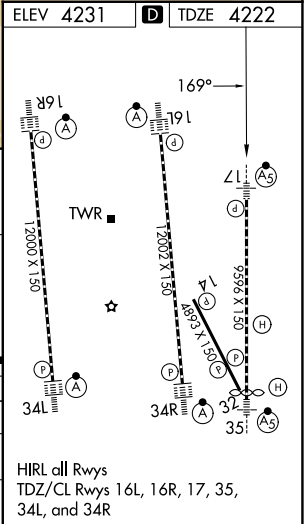 ELEV 4231 D TDZE 4222
169°
16R
A
P
A
16L
P
17
A5
P
TWR
12000 X 150
12002 X 150
9596 X 150
14
P
4893 X 150
H
P
P
P
P
34L
A
34R
A
32
H
35
A5
HIRL all Rwys
TDZ/CL Rwys 16L, 16R, 17, 35,
34L, and 34R